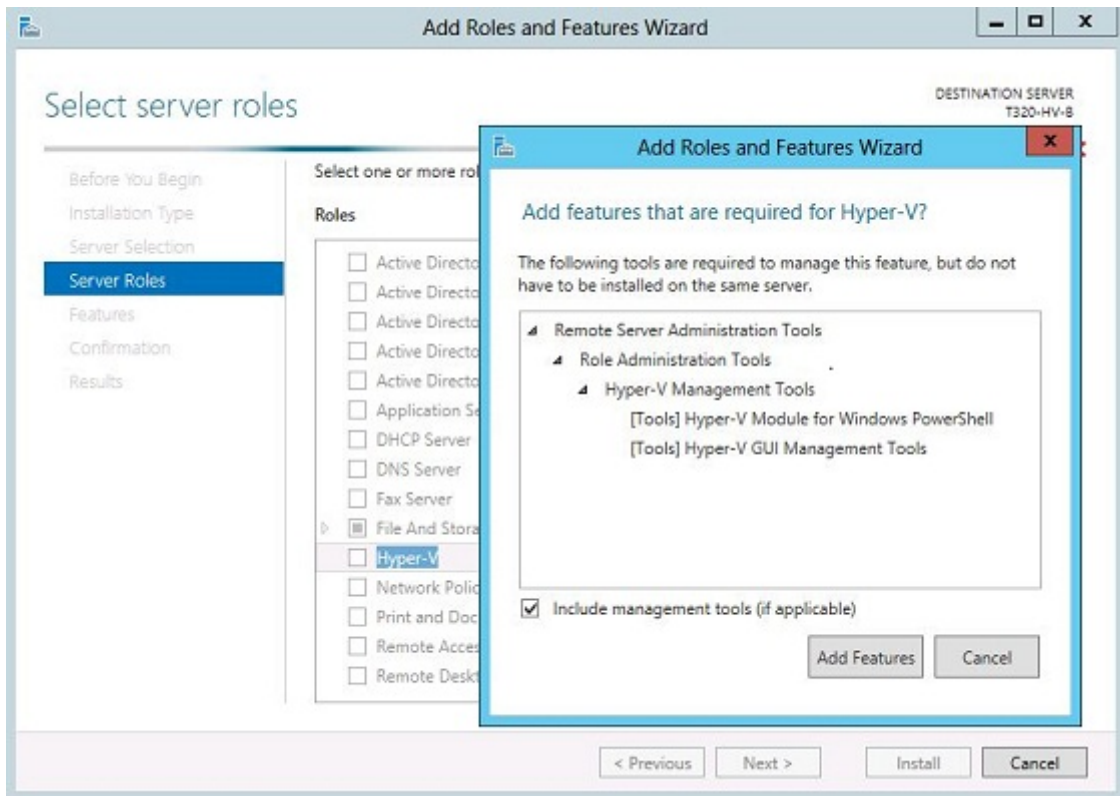 Add Roles and Features Wizard
Select server roles
DESTINATION SERVER
T320-HV-B
Before You Begin
Installation Type
Server Selection
Server Roles
Features
Confirmation
Results
Select one or more rol
Roles
Active Directo
Active Directo
Active Directo
Active Directo
Active Directo
Application Se
DHCP Server
DNS Server
Fax Server
File And Stora
Hyper-V
Network Polic
Print and Doc
Remote Acces
Remote Deskt
Add Roles and Features Wizard
Add features that are required for Hyper-V?
The following tools are required to manage this feature, but do not
have to be installed on the same server.
Remote Server Administration Tools
Role Administration Tools
Hyper-V Management Tools
[Tools] Hyper-V Module for Windows PowerShell
[Tools] Hyper-V GUI Management Tools
Include management tools (if applicable)
Add Features
Cancel
< Previous
Next >
Install
Cancel